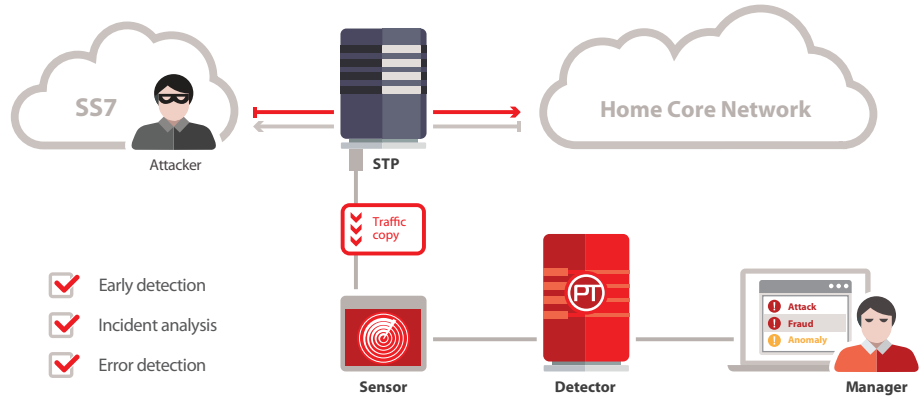 SS7
Home Core Network
Attacker
STP
Traffic
copy
Early detection
Incident analysis
Error detection
PT
Attack
Fraud
Anomaly
Sensor
Detector
Manager